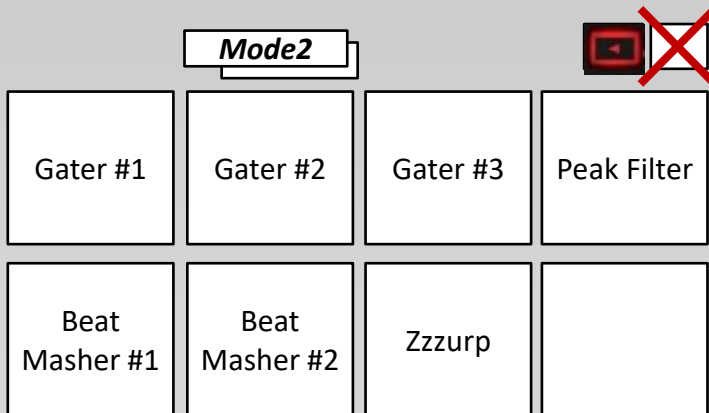 Mode2
Gater #1 Gater #2 Gater #3 Peak Filter
Beat Masher #1
Beat Masher #2
Zzzurp